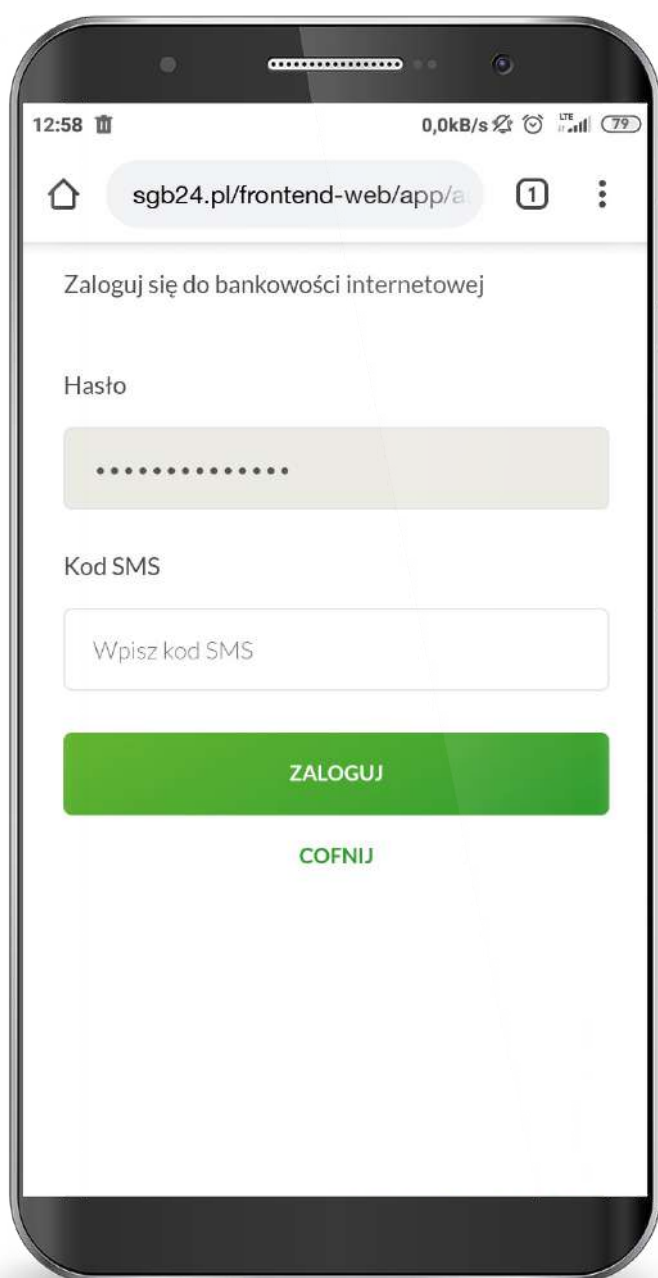 12:58
0,0kB/s LTE 79
sgb24.pl/frontend-web/app/a
1
Zaloguj się do bankowości internetowej
Hasło
••••••••••••••
Kod SMS
Wpisz kod SMS
ZALOGUJ
COFNIJ